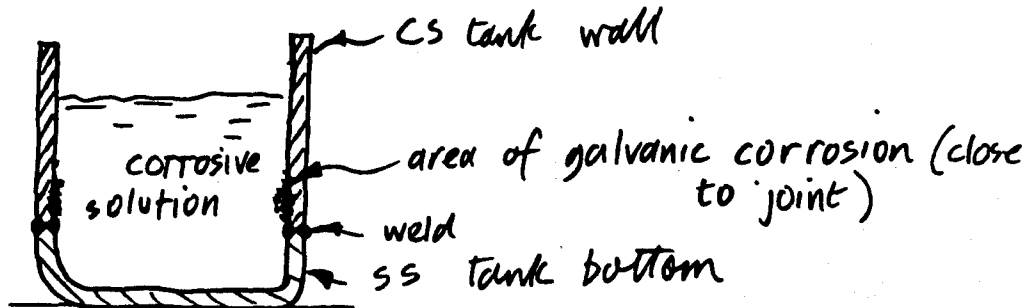 CS tank wall
area of galvanic corrosion (close
to joint)
corrosive
solution
weld
SS tank bottom